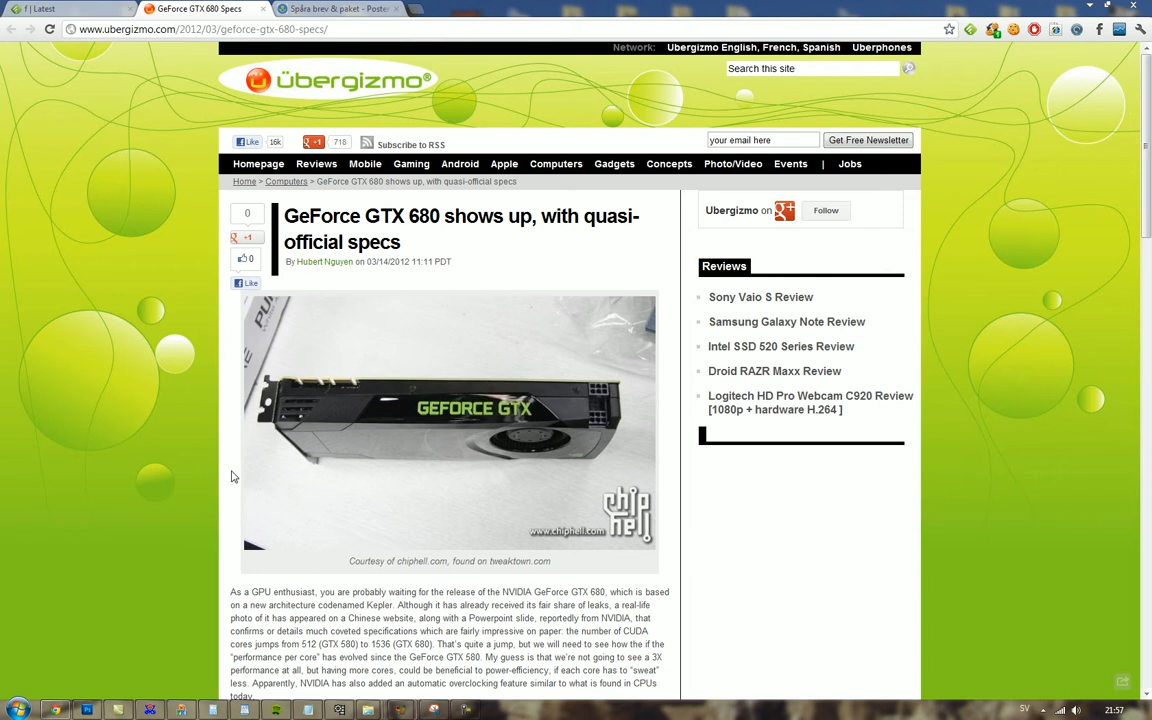 f | Latest
GeForce GTX 680 Specs
Spåra brev & paket - Poster
www.ubergizmo.com/2012/03/geforce-gtx-680-specs/
Network: Ubergizmo English, French, Spanish Uberphones
übergizmo®
Search this site
Like 16k
+1 718
Subscribe to RSS
your email here
Get Free Newsletter
Homepage Reviews Mobile Gaming Android Apple Computers Gadgets Concepts Photo/Video Events | Jobs
Home > Computers > GeForce GTX 680 shows up, with quasi-official specs
0
+1
0
Like
GeForce GTX 680 shows up, with quasi-
official specs
By Hubert Nguyen on 03/14/2012 11:11 PDT
Ubergizmo on
Follow
Reviews
Sony Vaio S Review
Samsung Galaxy Note Review
Intel SSD 520 Series Review
Droid RAZR Maxx Review
Logitech HD Pro Webcam C920 Review
[1080p + hardware H.264 ]
GEFORCE GTX
chip
hell
www.chiphell.com
Courtesy of chiphell.com, found on tweaktown.com
As a GPU enthusiast, you are probably waiting for the release of the NVIDIA GeForce GTX 680, which is based
on a new architecture codenamed Kepler. Although it has already received its fair share of leaks, a real-life
photo of it has appeared on a Chinese website, along with a Powerpoint slide, reportedly from NVIDIA, that
confirms or details much coveted specifications which are fairly impressive on paper: the number of CUDA
cores jumps from 512 (GTX 580) to 1536 (GTX 680). That's quite a jump, but we will need to see how the if the
"performance per core" has evolved since the GeForce GTX 580. My guess is that we're not going to see a 3X
performance at all, but having more cores, could be beneficial to power-efficiency, if each core has to "sweat"
less. Apparently, NVIDIA has also added an automatic overclocking feature similar to what is found in CPUs
today.
SV
21:57